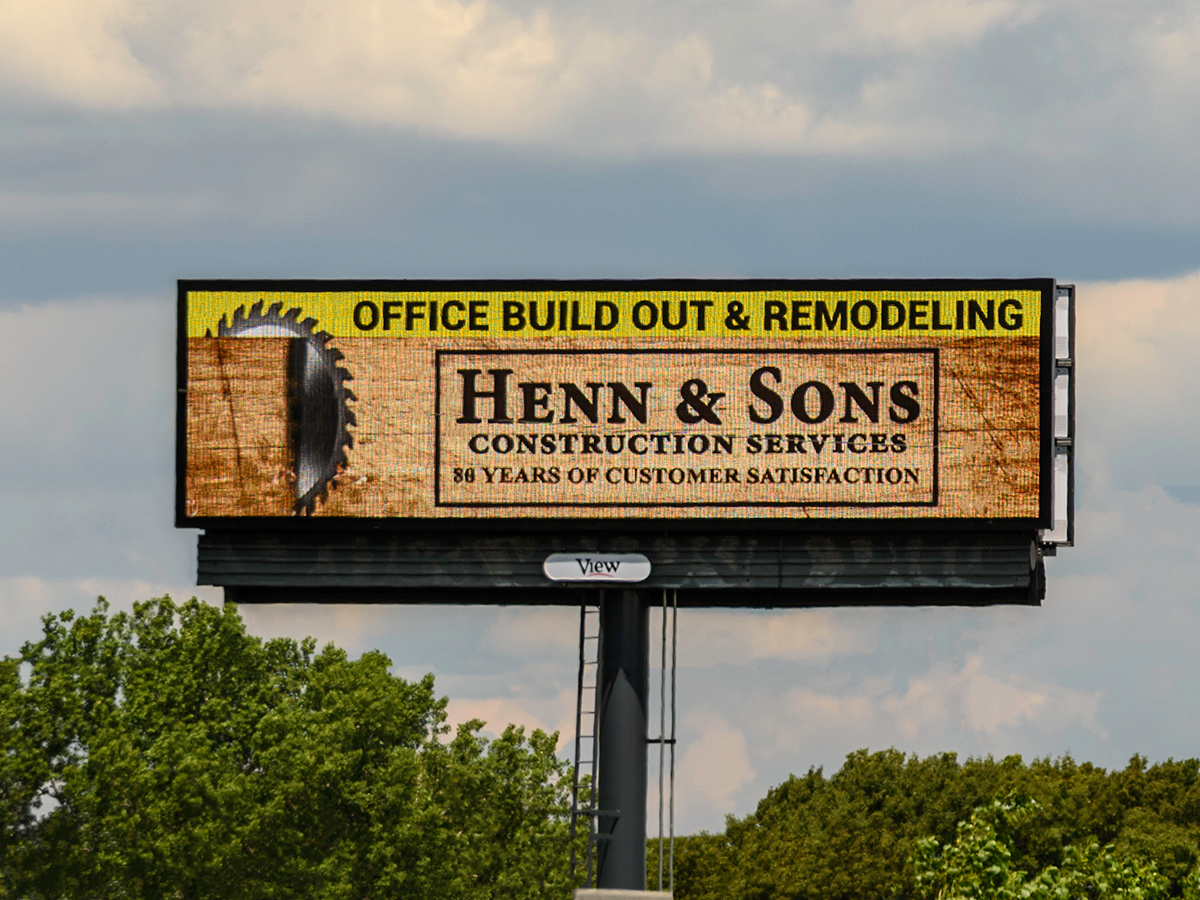 OFFICE BUILD OUT & REMODELING
HENN & SONS
CONSTRUCTION SERVICES
YEARS OF CUSTOMER SATISFACTION
View